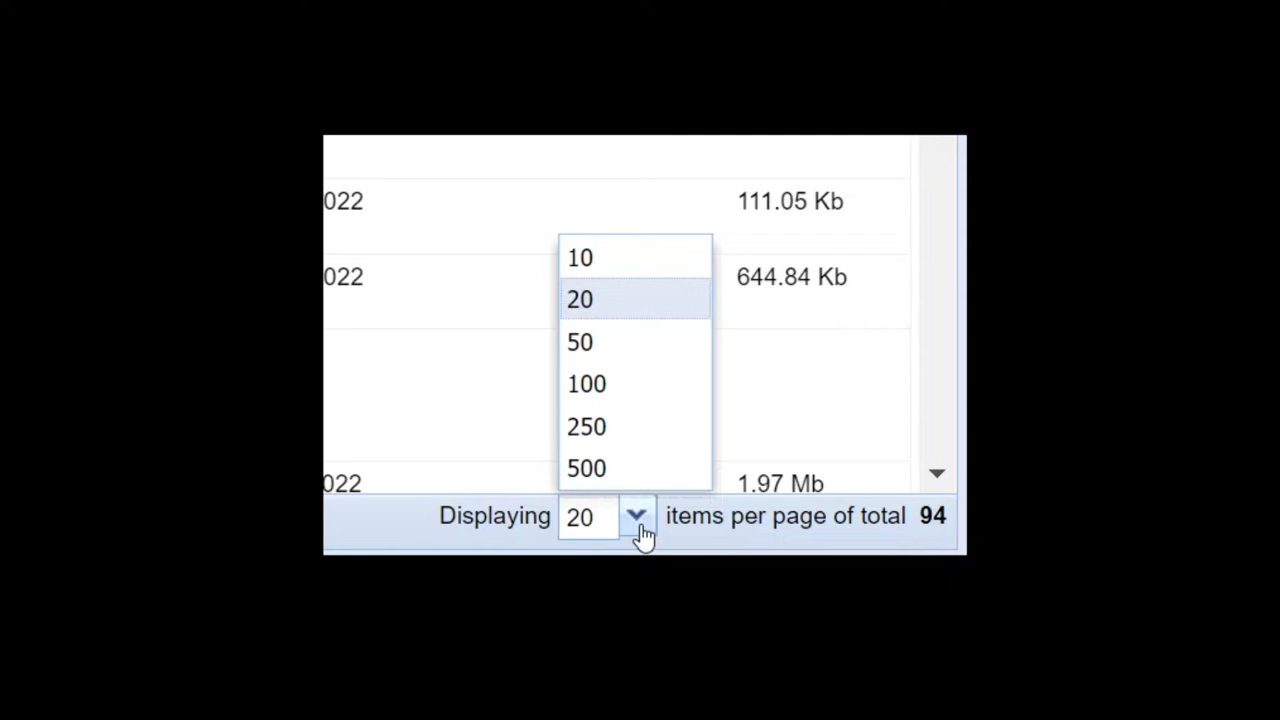 022 111.05 Kb
10
022 644.84 Kb
20
50
100
250
500
022 1.97 Mb
Displaying 20 items per page of total 94